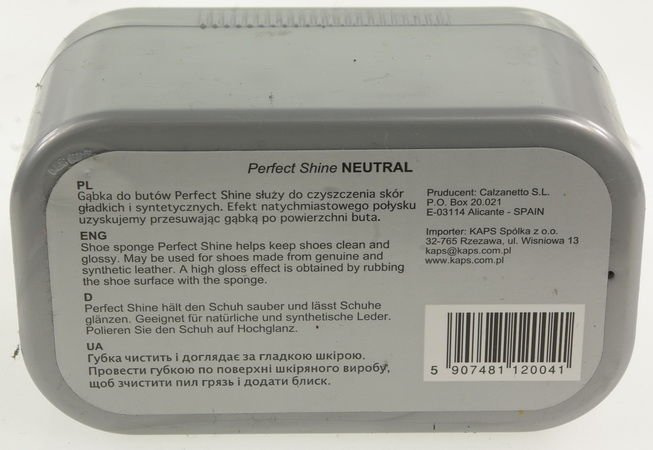 Perfect Shine NEUTRAL
PL
Gąbka do butów Perfect Shine służy do czyszczenia skór
gładkich i syntetycznych. Efekt natychmiastowego połysku
uzyskujemy przesuwając gąbką po powierzchni buta.
ENG
Shoe sponge Perfect Shine helps keep shoes clean and
glossy. May be used for shoes made from genuine and
synthetic leather. A high gloss effect is obtained by rubbing
the shoe surface with the sponge.
D
Perfect Shine hält den Schuh sauber und lässt Schuhe
glänzen. Geeignet für natürliche und synthetische Leder.
Polieren Sie den Schuh auf Hochglanz.
UA
Губка чистить і доглядає за гладкою шкірою.
Провести губкою по поверхні шкіряного виробу,
щоб зчистити пил грязь і додати блиск.
Prducent: Calzanetto S.L.
P.O. Box 20.021
E-03114 Alicante - SPAIN
Importer: KAPS Spólka z o.o.
32-765 Rzezawa, ul. Wisniowa 13
kaps@kaps.com.pl
www.kaps.com.pl
5 907481 120041